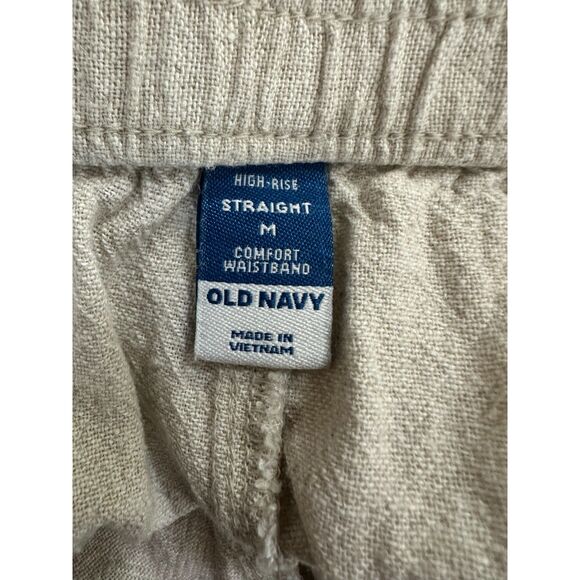 HIGH-RISE
STRAIGHT
M
COMFORT
WAISTBAND
OLD NAVY
MADE IN
VIETNAM